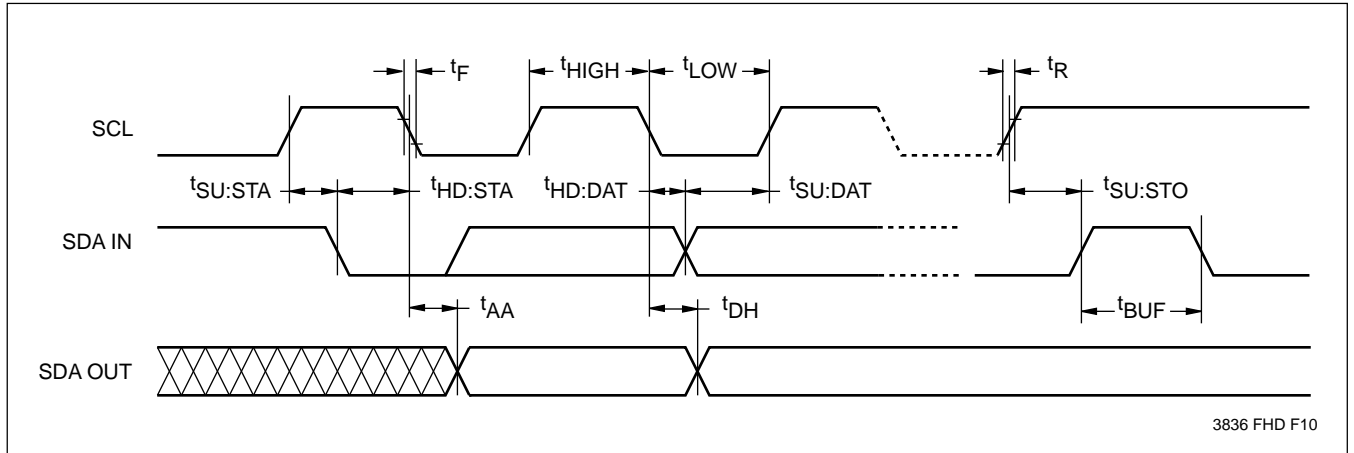 tF tHIGH tLOW tR
SCL
tSU:STA tHD:STA tHD:DAT tSU:DAT tSU:STO
SDA IN
tAA tDH tBUF
SDA OUT
3836 FHD F10